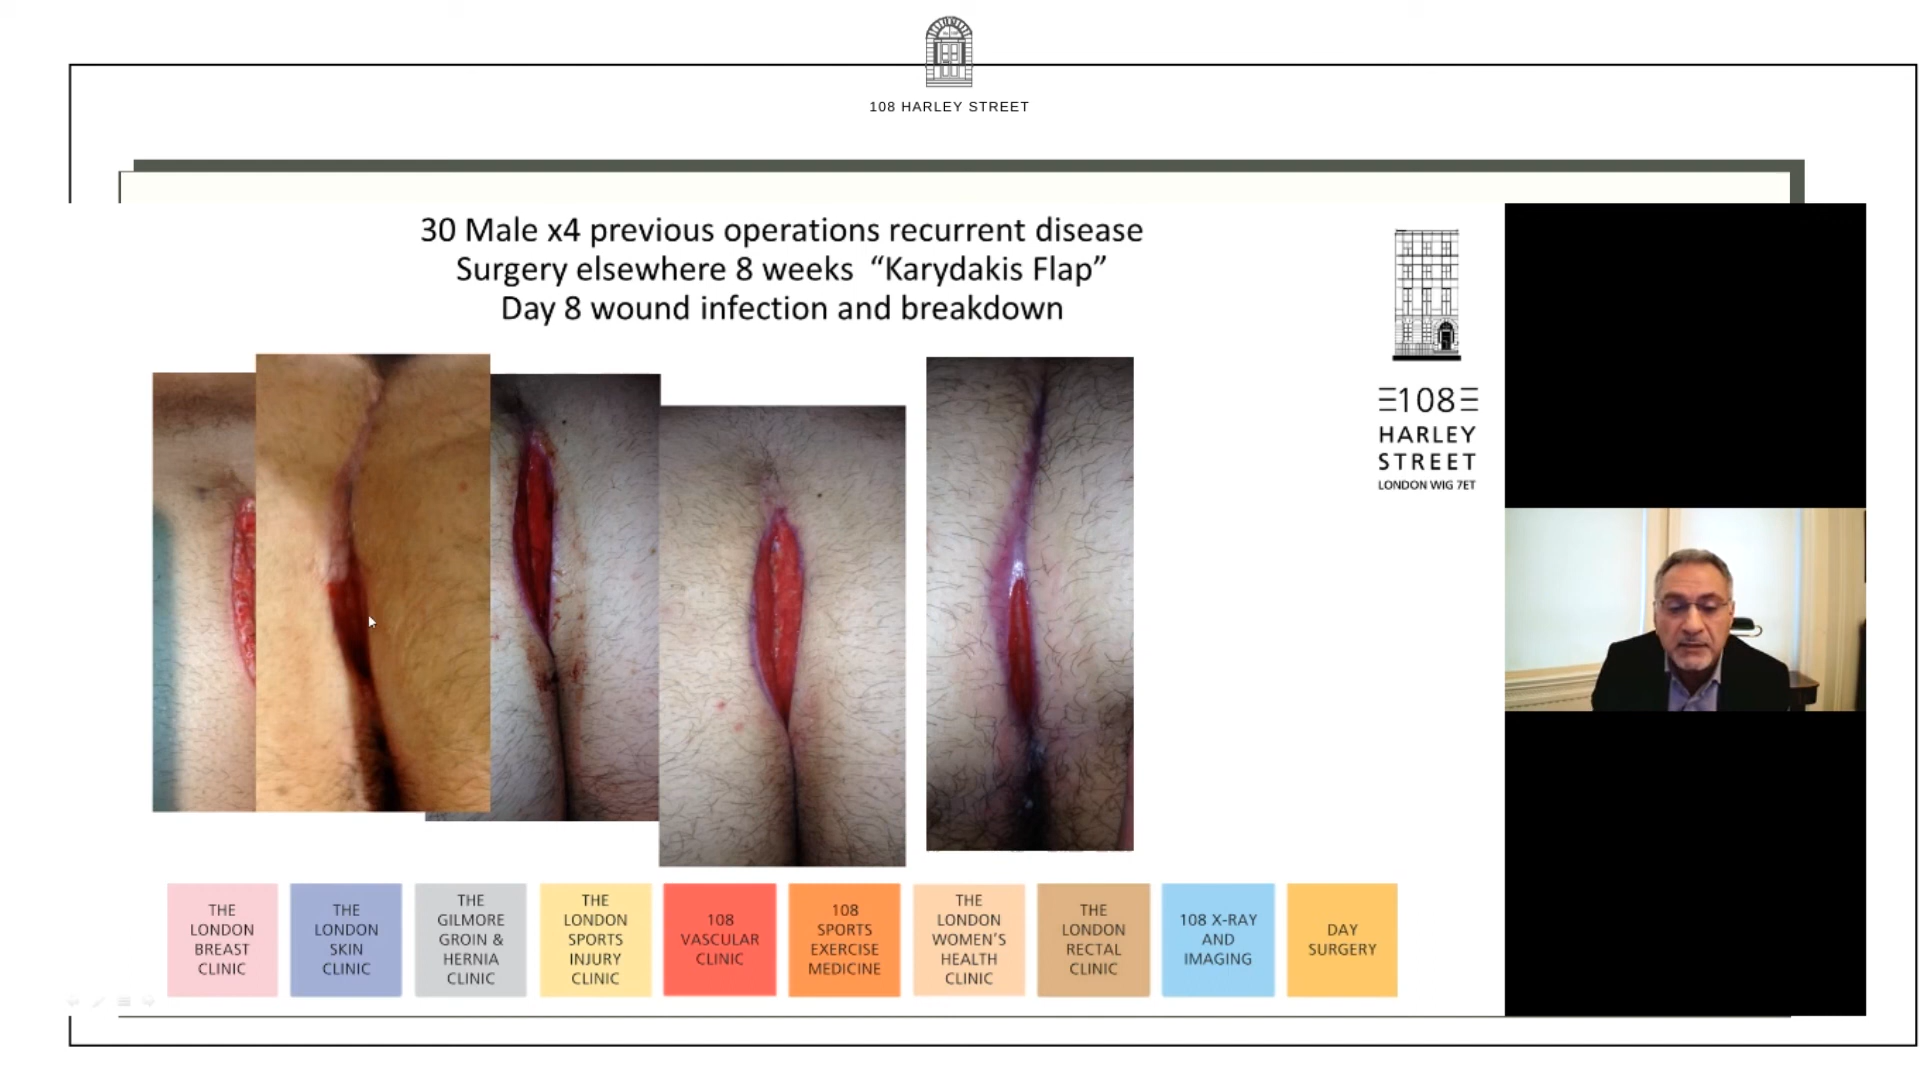 108 HARLEY STREET
30 Male x4 previous operations recurrent disease
Surgery elsewhere 8 weeks “Karydakis Flap”
Day 8 wound infection and breakdown
108
HARLEY
STREET
LONDON WIG 7ET
THE
LONDON
BREAST
CLINIC
THE
LONDON
SKIN
CLINIC
THE
GILMORE
GROIN &
HERNIA
CLINIC
THE
LONDON
SPORTS
INJURY
CLINIC
108
VASCULAR
CLINIC
108
SPORTS
EXERCISE
MEDICINE
THE
LONDON
WOMEN'S
HEALTH
CLINIC
THE
LONDON
RECTAL
CLINIC
108 X-RAY
AND
IMAGING
DAY
SURGERY